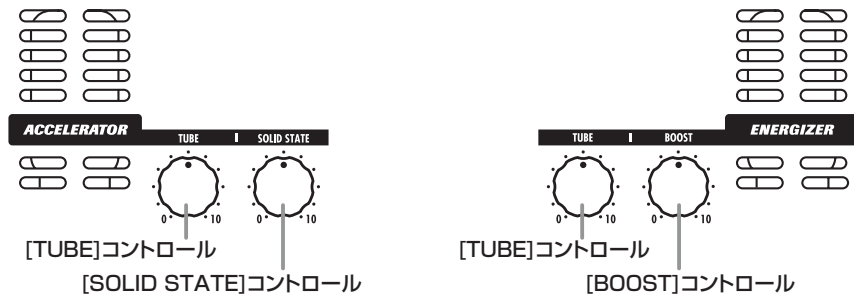 ACCELERATOR
TUBE SOLID STATE
0 10 0 10
[TUBE]コントロール
[SOLID STATE]コントロール
TUBE BOOST
ENERGIZER
0 10 0 10
[TUBE]コントロール
[BOOST]コントロール